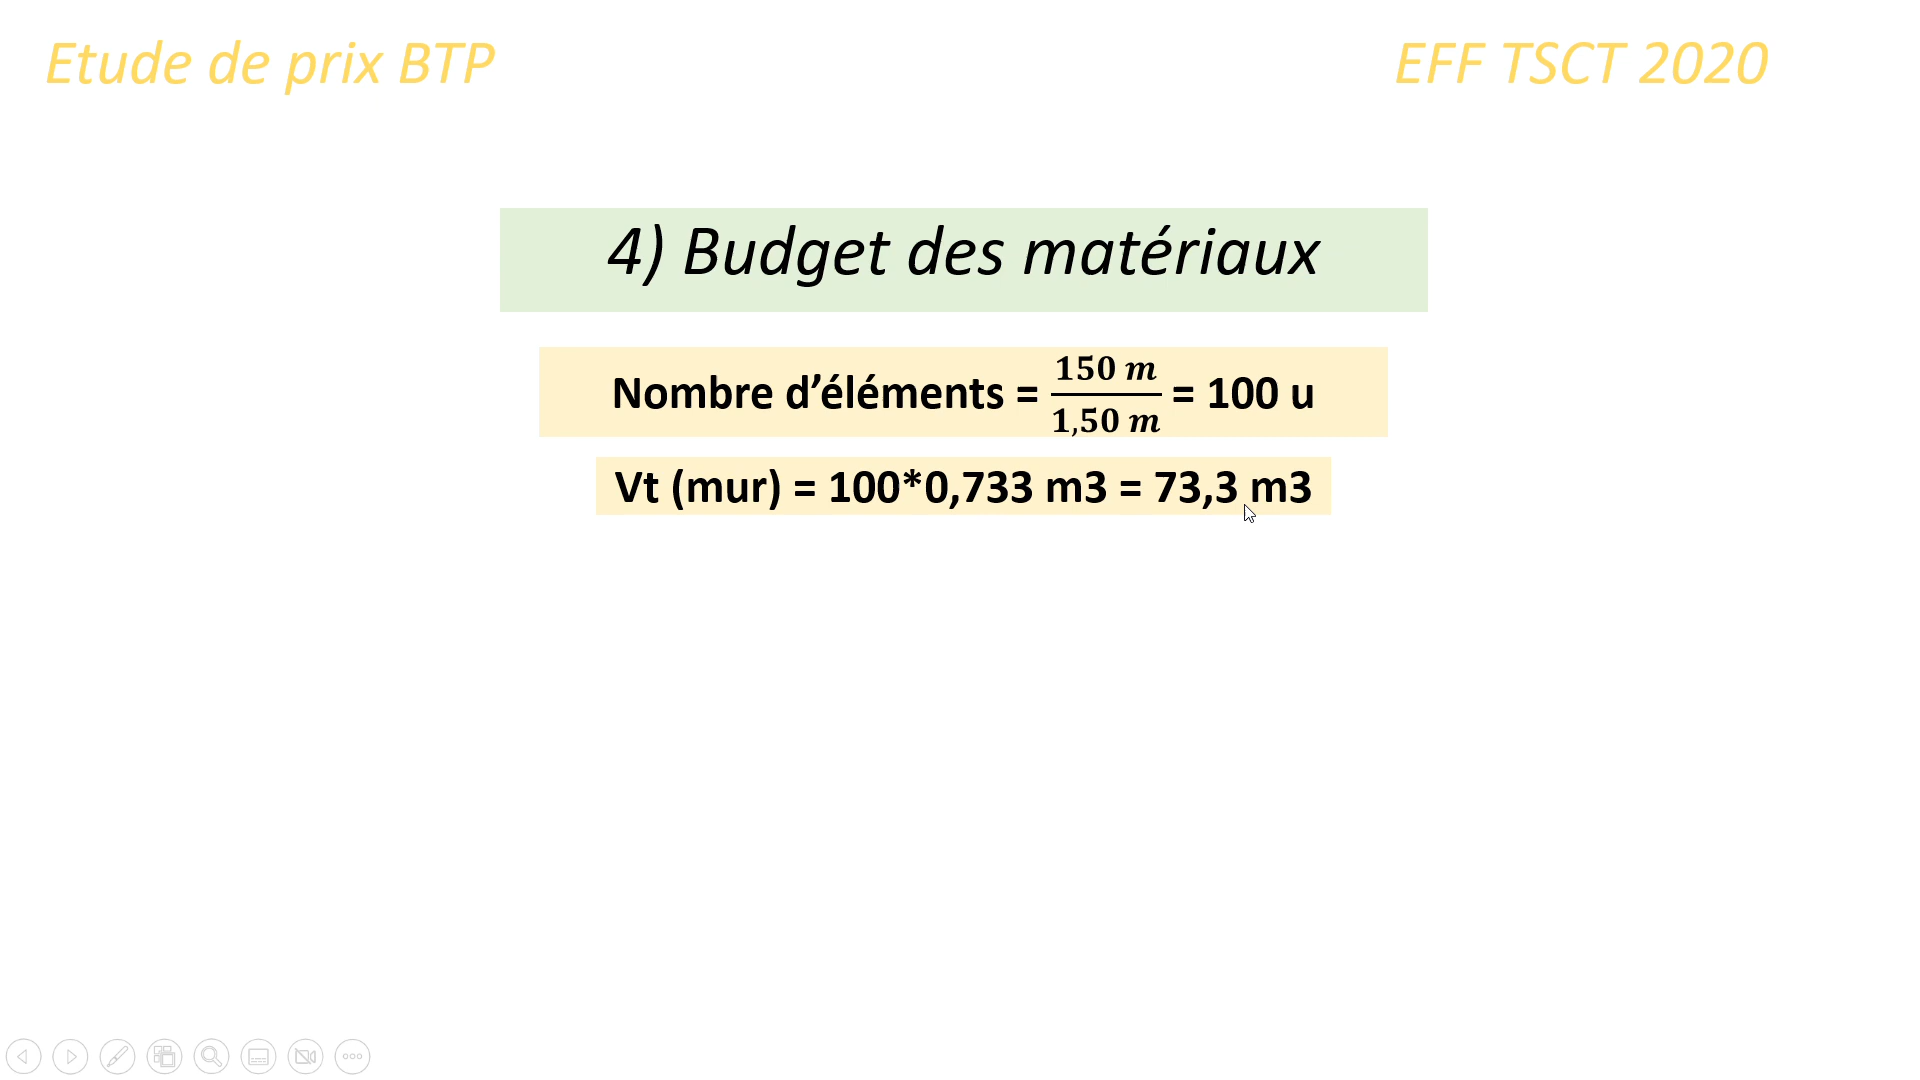 Etude de prix BTP
EFF TSCT 2020
4) Budget des matériaux
Nombre d’éléments = 150 m / 1,50 m = 100 u
Vt (mur) = 100*0,733 m3 = 73,3 m3